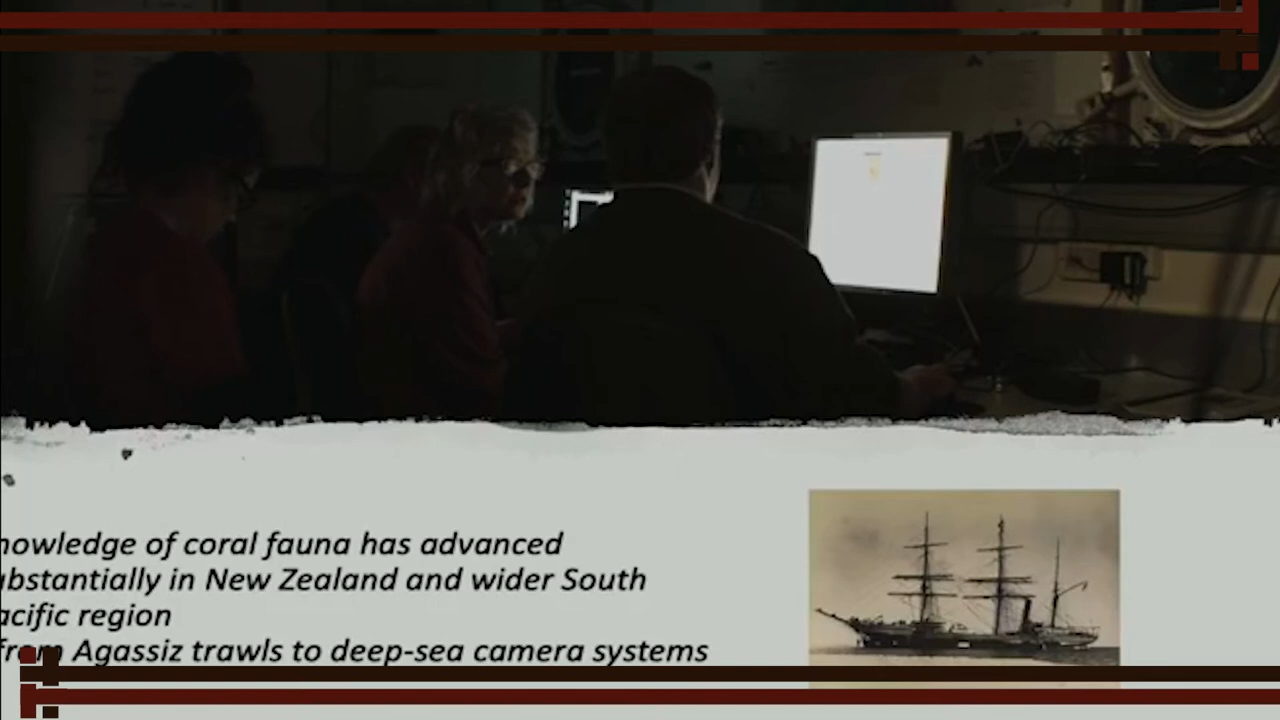 nowledge of coral fauna has advanced
ubstantially in New Zealand and wider South
acific region
from Agassiz trawls to deep-sea camera systems